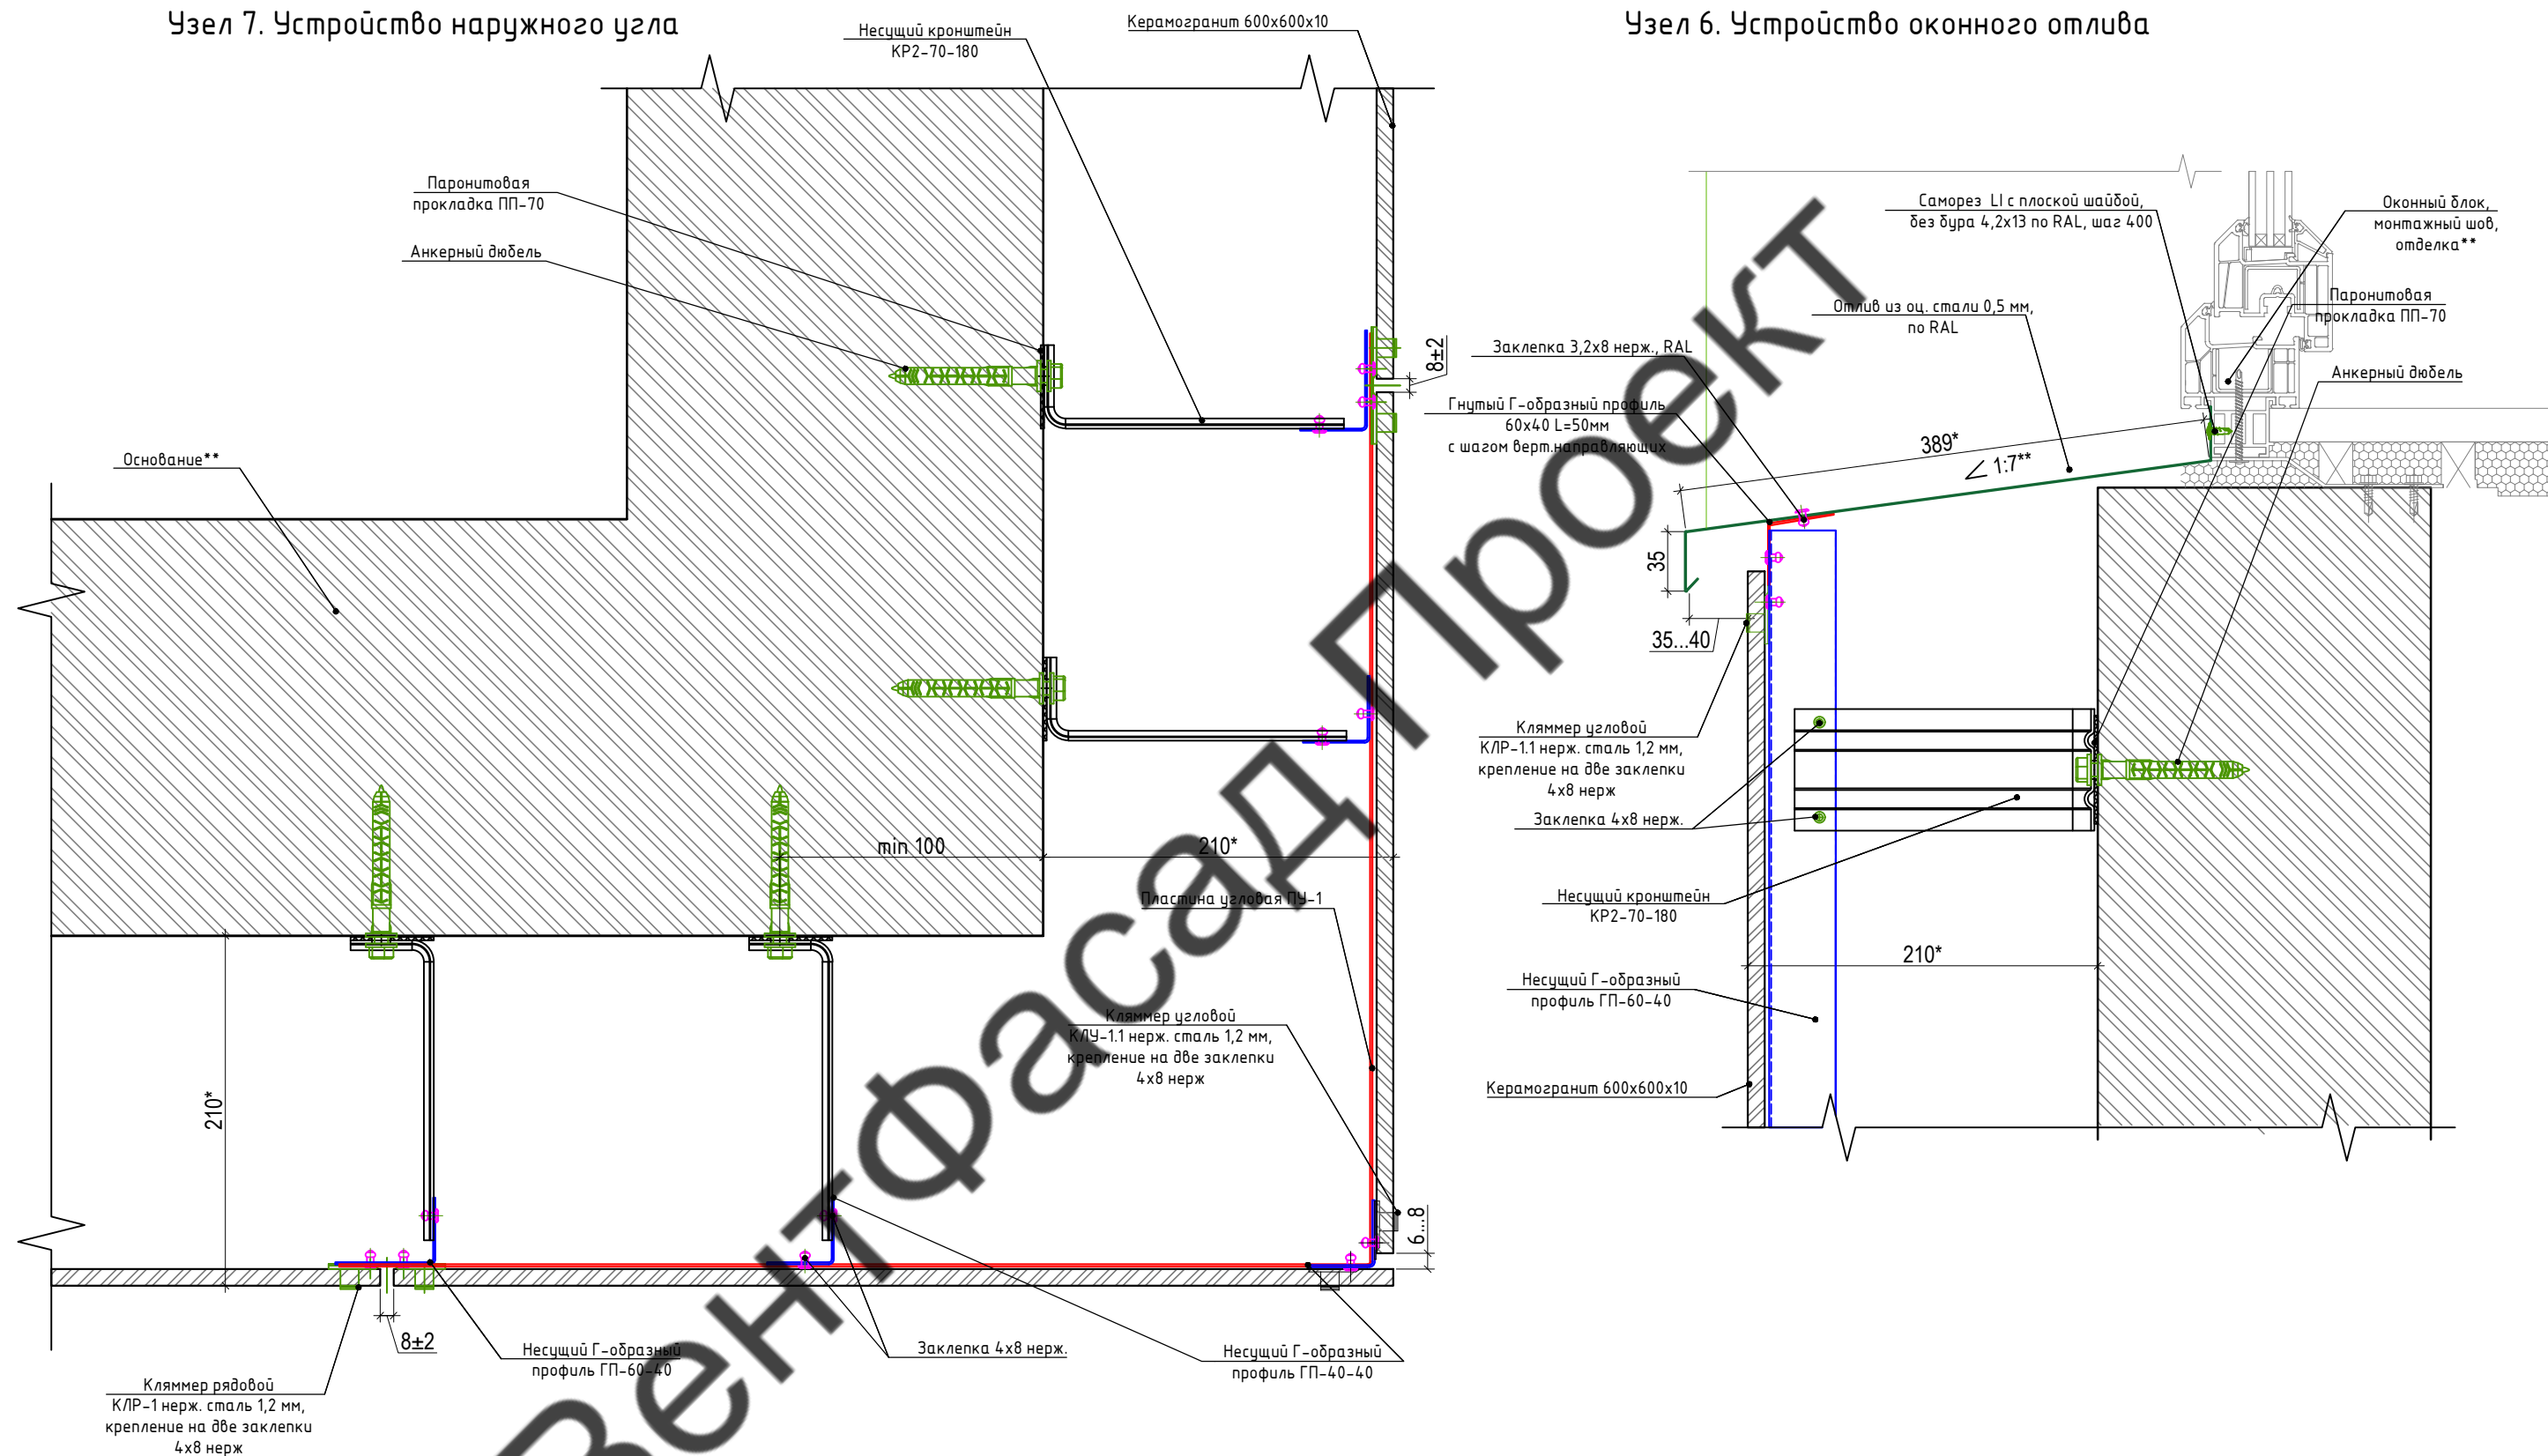 Узел 7. Устройство наружного угла
Несущий кронштейн
КР2-70-180
Керамогранит 600х600х10
Паронитовая
прокладка ПП-70
Анкерный дюбель
Основание**
8±2
min 100
210*
Пластина угловая ПУ-1
Кляммер угловой
КЛУ-1.1 нерж. сталь 1,2 мм,
крепление на две заклепки
4х8 нерж
210*
6...8
8±2
Несущий Г-образный
профиль ГП-60-40
Заклепка 4х8 нерж.
Несущий Г-образный
профиль ГП-40-40
Кляммер рядовой
КЛР-1 нерж. сталь 1,2 мм,
крепление на две заклепки
4х8 нерж
Узел 6. Устройство оконного отлива
Саморез LI с плоской шайбой,
без бура 4,2х13 по RAL, шаг 400
Оконный блок,
монтажный шов,
отделка**
Отлив из оц. стали 0,5 мм,
по RAL
Паронитовая
прокладка ПП-70
Заклепка 3,2х8 нерж., RAL
Анкерный дюбель
Гнутый Г-образный профиль
60х40 L=50мм
с шагом верт.направляющих
389*
1:7**
35
35...40
Кляммер угловой
КЛР-1.1 нерж. сталь 1,2 мм,
крепление на две заклепки
4х8 нерж
Заклепка 4х8 нерж.
Несущий кронштейн
КР2-70-180
210*
Несущий Г-образный
профиль ГП-60-40
Керамогранит 600х600х10
ВентФасад Проект